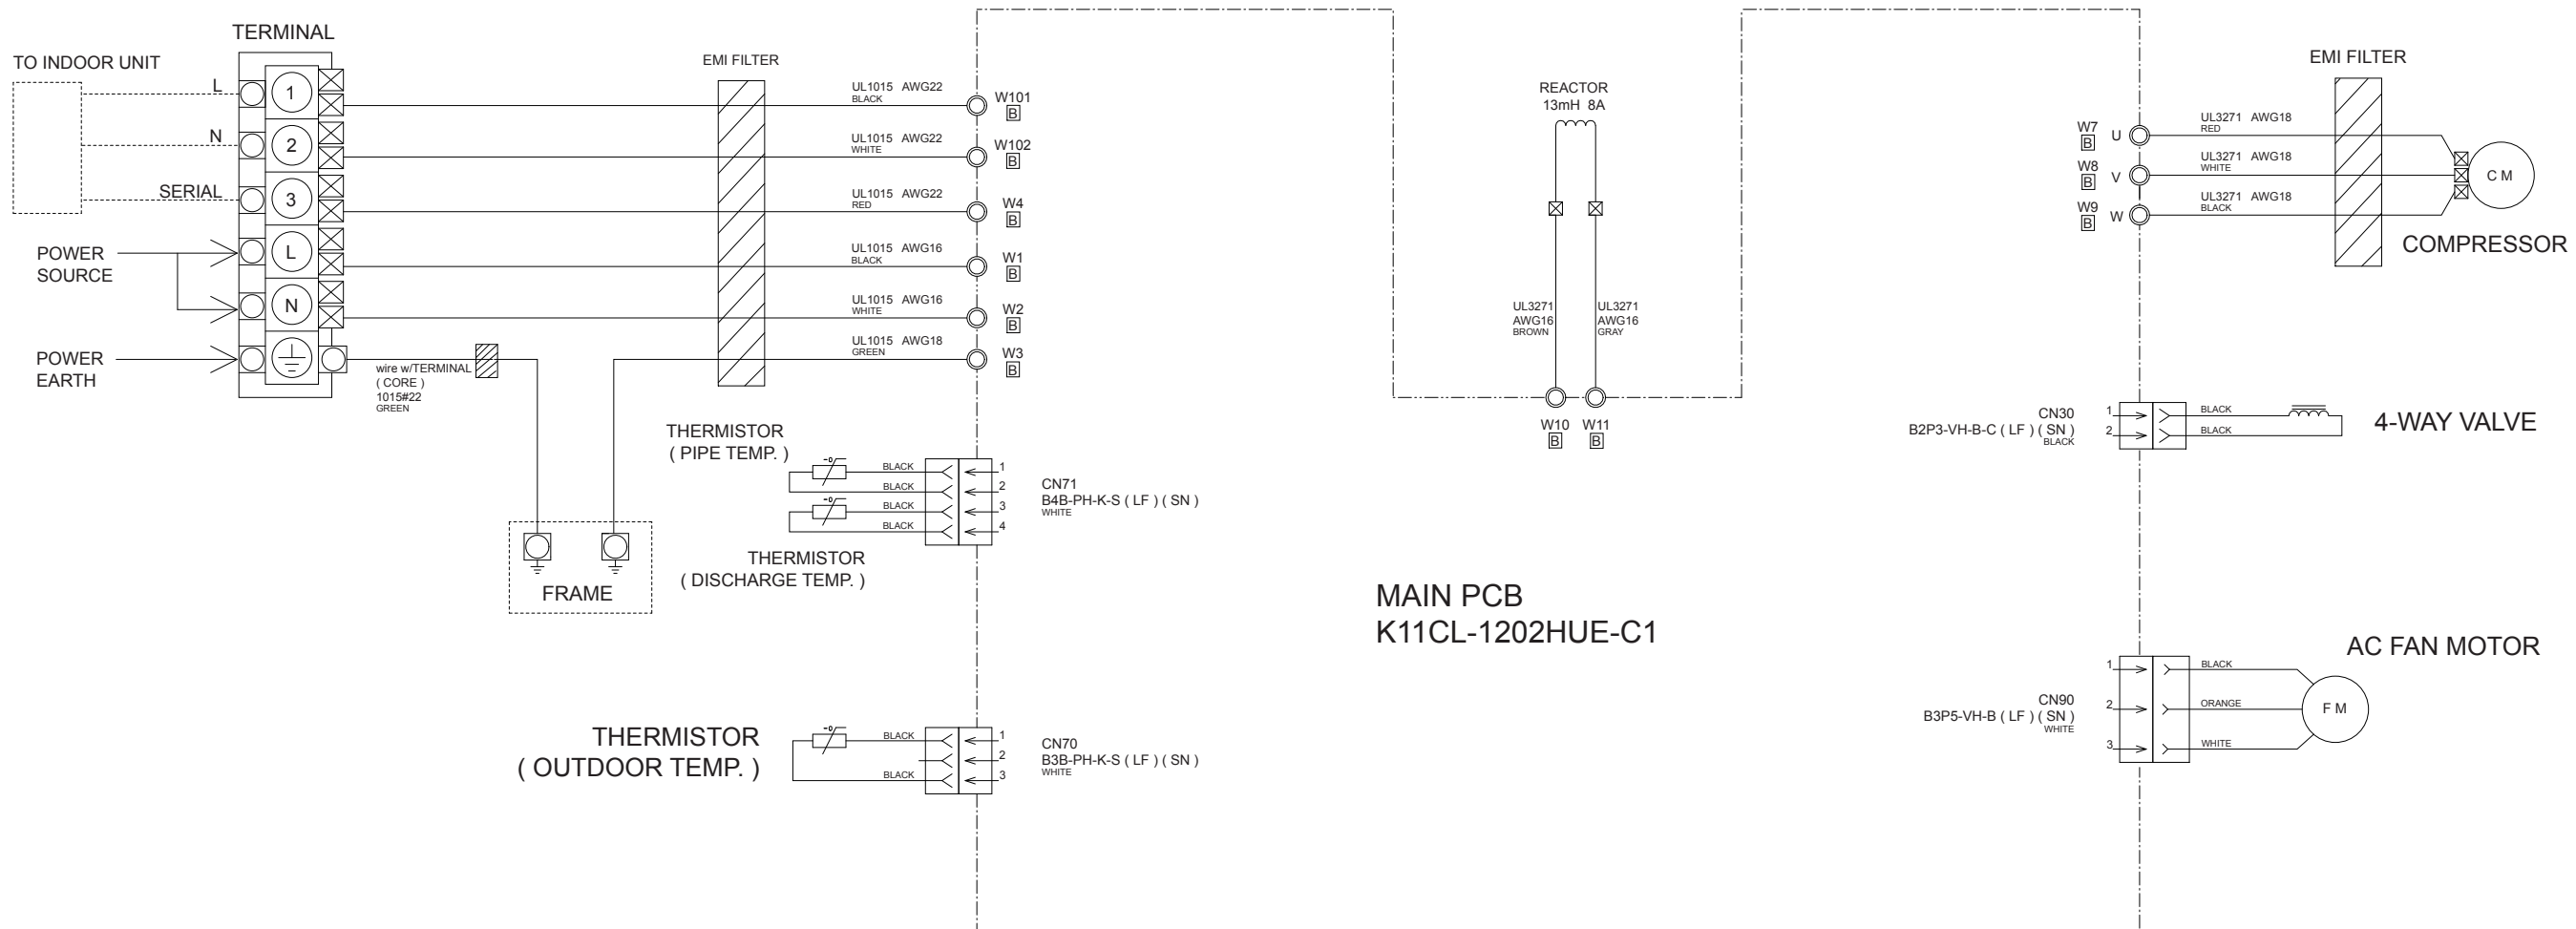 TERMINAL
TO INDOOR UNIT
L
1
N
2
SERIAL
3
POWER
SOURCE
L
N
POWER
EARTH
wire w/TERMINAL
( CORE )
1015#22
GREEN
EMI FILTER
UL1015 AWG22
BLACK
W101
B
UL1015 AWG22
WHITE
W102
B
UL1015 AWG22
RED
W4
B
UL1015 AWG16
BLACK
W1
B
UL1015 AWG16
WHITE
W2
B
UL1015 AWG18
GREEN
W3
B
FRAME
THERMISTOR
( PIPE TEMP. )
BLACK
BLACK
BLACK
BLACK
1
2
3
4
CN71
B4B-PH-K-S ( LF ) ( SN )
WHITE
THERMISTOR
( DISCHARGE TEMP. )
THERMISTOR
( OUTDOOR TEMP. )
BLACK
BLACK
1
2
3
CN70
B3B-PH-K-S ( LF ) ( SN )
WHITE
REACTOR
13mH 8A
UL3271
AWG16
BROWN
UL3271
AWG16
GRAY
W10
B
W11
B
MAIN PCB
K11CL-1202HUE-C1
EMI FILTER
W7
B
U
UL3271 AWG18
RED
W8
B
V
UL3271 AWG18
WHITE
W9
B
W
UL3271 AWG18
BLACK
C M
COMPRESSOR
CN30
B2P3-VH-B-C ( LF ) ( SN )
BLACK
1
2
BLACK
BLACK
4-WAY VALVE
AC FAN MOTOR
CN90
B3P5-VH-B ( LF ) ( SN )
WHITE
1
2
3
BLACK
ORANGE
WHITE
F M